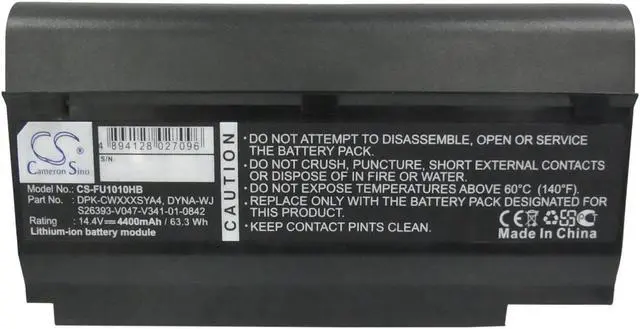 CS
Cameron Sino
4 894128 027096
S/N:
Model No.: CS-FU1010HB
Part No.: DPK-CWXXXSYA4, DYNA-WJ
S26393-V047-V341-01-0842
Rating: 14.4V 4400mAh / 63.3 Wh
Lithium-ion battery module
CAUTION
• DO NOT ATTEMPT TO DISASSEMBLE, OPEN OR SERVICE
THE BATTERY PACK.
• DO NOT CRUSH, PUNCTURE, SHORT EXTERNAL
CONTACTS OR DISPOSE OF IN FIRE OR WATER.
• DO NOT EXPOSE TEMPERATURE ABOVE 60°C (140°F).
• REPLACE ONLY WITH A BATTERY PACK DESIGNATED
FOR THIS PRODUCT.
• KEEP CONTACT PINTS CLEAN.
CE
Made In China